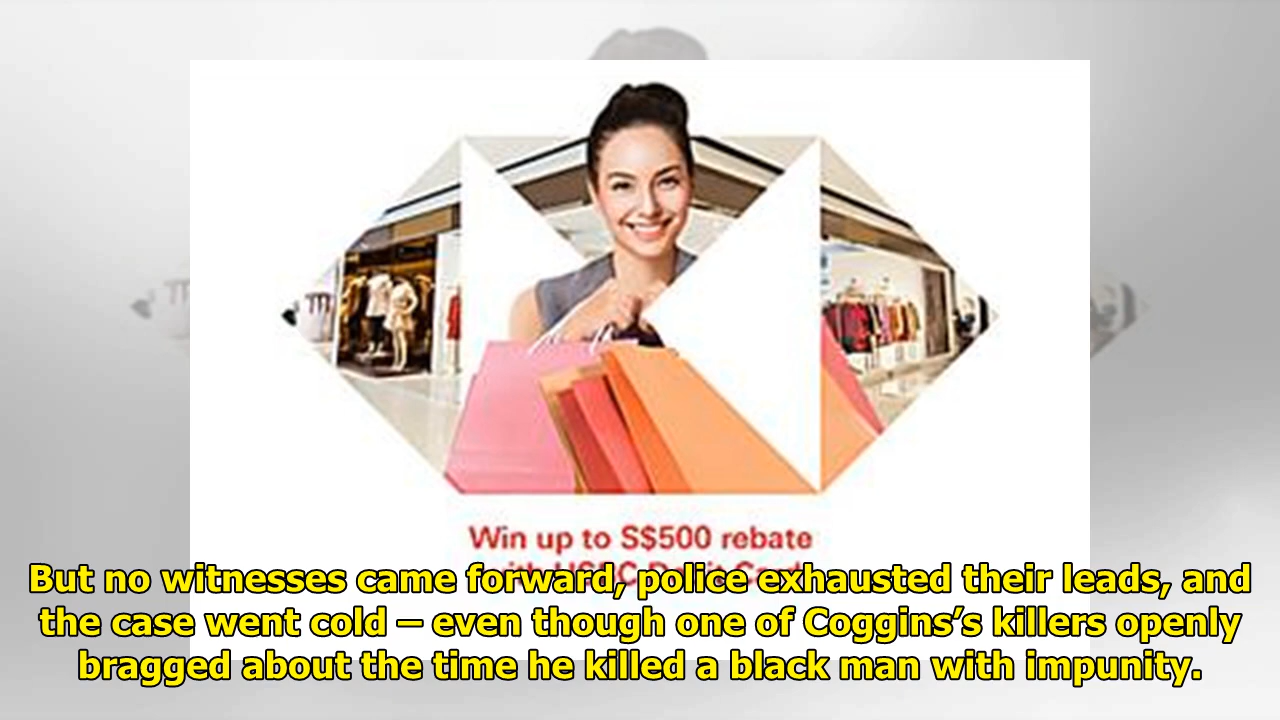 Win up to S$500 rebate
But no witnesses came forward, police exhausted their leads, and
the case went cold – even though one of Coggins’s killers openly
bragged about the time he killed a black man with impunity.